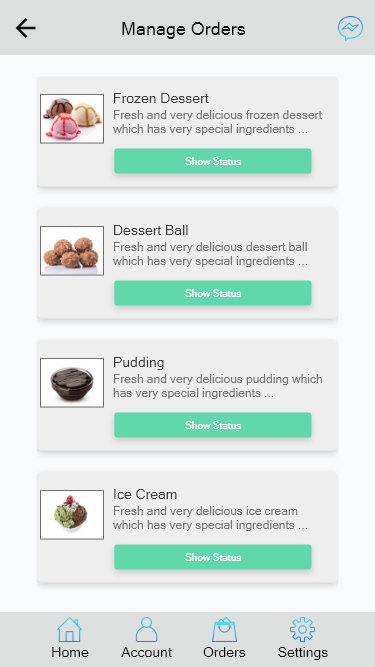 Manage Orders
Frozen Dessert
Fresh and very delicious frozen dessert
which has very special ingredients ...
Show Status
Dessert Ball
Fresh and very delicious dessert ball
which has very special ingredients ...
Show Status
Pudding
Fresh and very delicious pudding which
has very special ingredients ...
Show Status
Ice Cream
Fresh and very delicious ice cream
which has very special ingredients ...
Show Status
Home Account Orders Settings